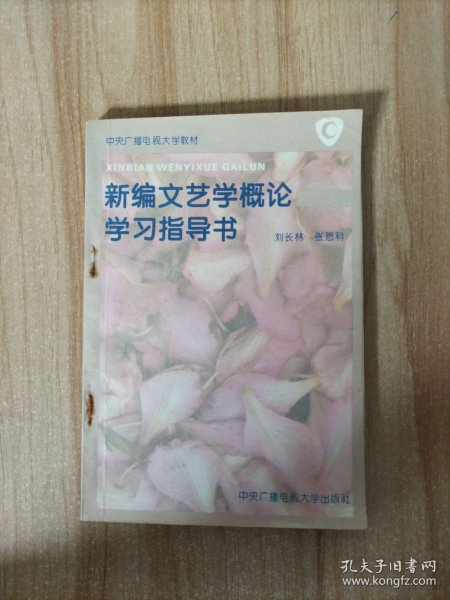 中央广播电视大学教材
XINBIAN WENYIXUE GAILUN
新编文艺学概论
学习指导书
刘长林 张恩科
中央广播电视大学出版社
孔夫子旧书网
www.kongfz.com